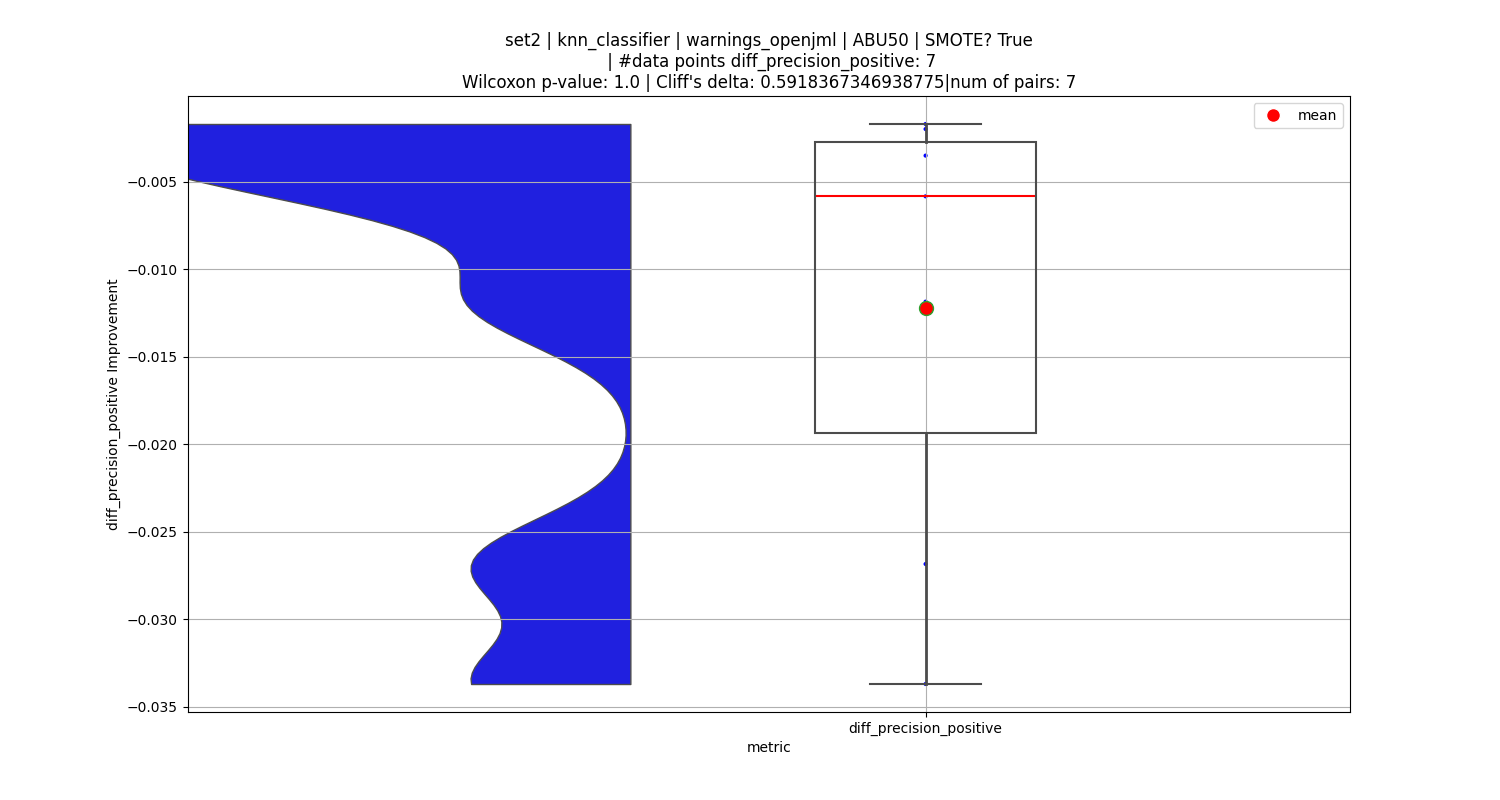 set2 | knn_classifier | warnings_openjml | ABU50 | SMOTE? True
| #data points diff_precision_positive: 7
Wilcoxon p-value: 1.0 | Cliff's delta: 0.5918367346938775|num of pairs: 7
mean
−0.005
−0.010
−0.015
−0.020
−0.025
−0.030
−0.035
diff_precision_positive Improvement
diff_precision_positive
metric